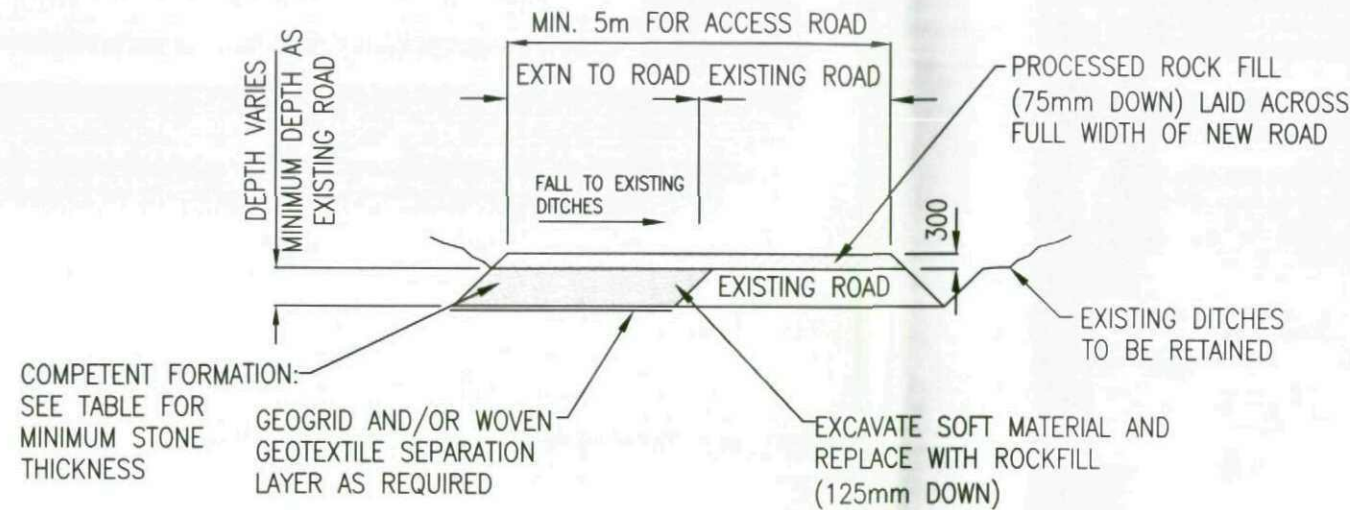 MIN. 5m FOR ACCESS ROAD
EXTN TO ROAD
EXISTING ROAD
DEPTH VARIES
MINIMUM DEPTH AS
EXISTING ROAD
PROCESSED ROCK FILL
(75mm DOWN) LAID ACROSS
FULL WIDTH OF NEW ROAD
FALL TO EXISTING
DITCHES
300
EXISTING ROAD
EXISTING DITCHES
TO BE RETAINED
COMPETENT FORMATION:
SEE TABLE FOR
MINIMUM STONE
THICKNESS
GEOGRID AND/OR WOVEN
GEOTEXTILE SEPARATION
LAYER AS REQUIRED
EXCAVATE SOFT MATERIAL AND
REPLACE WITH ROCKFILL
(125mm DOWN)